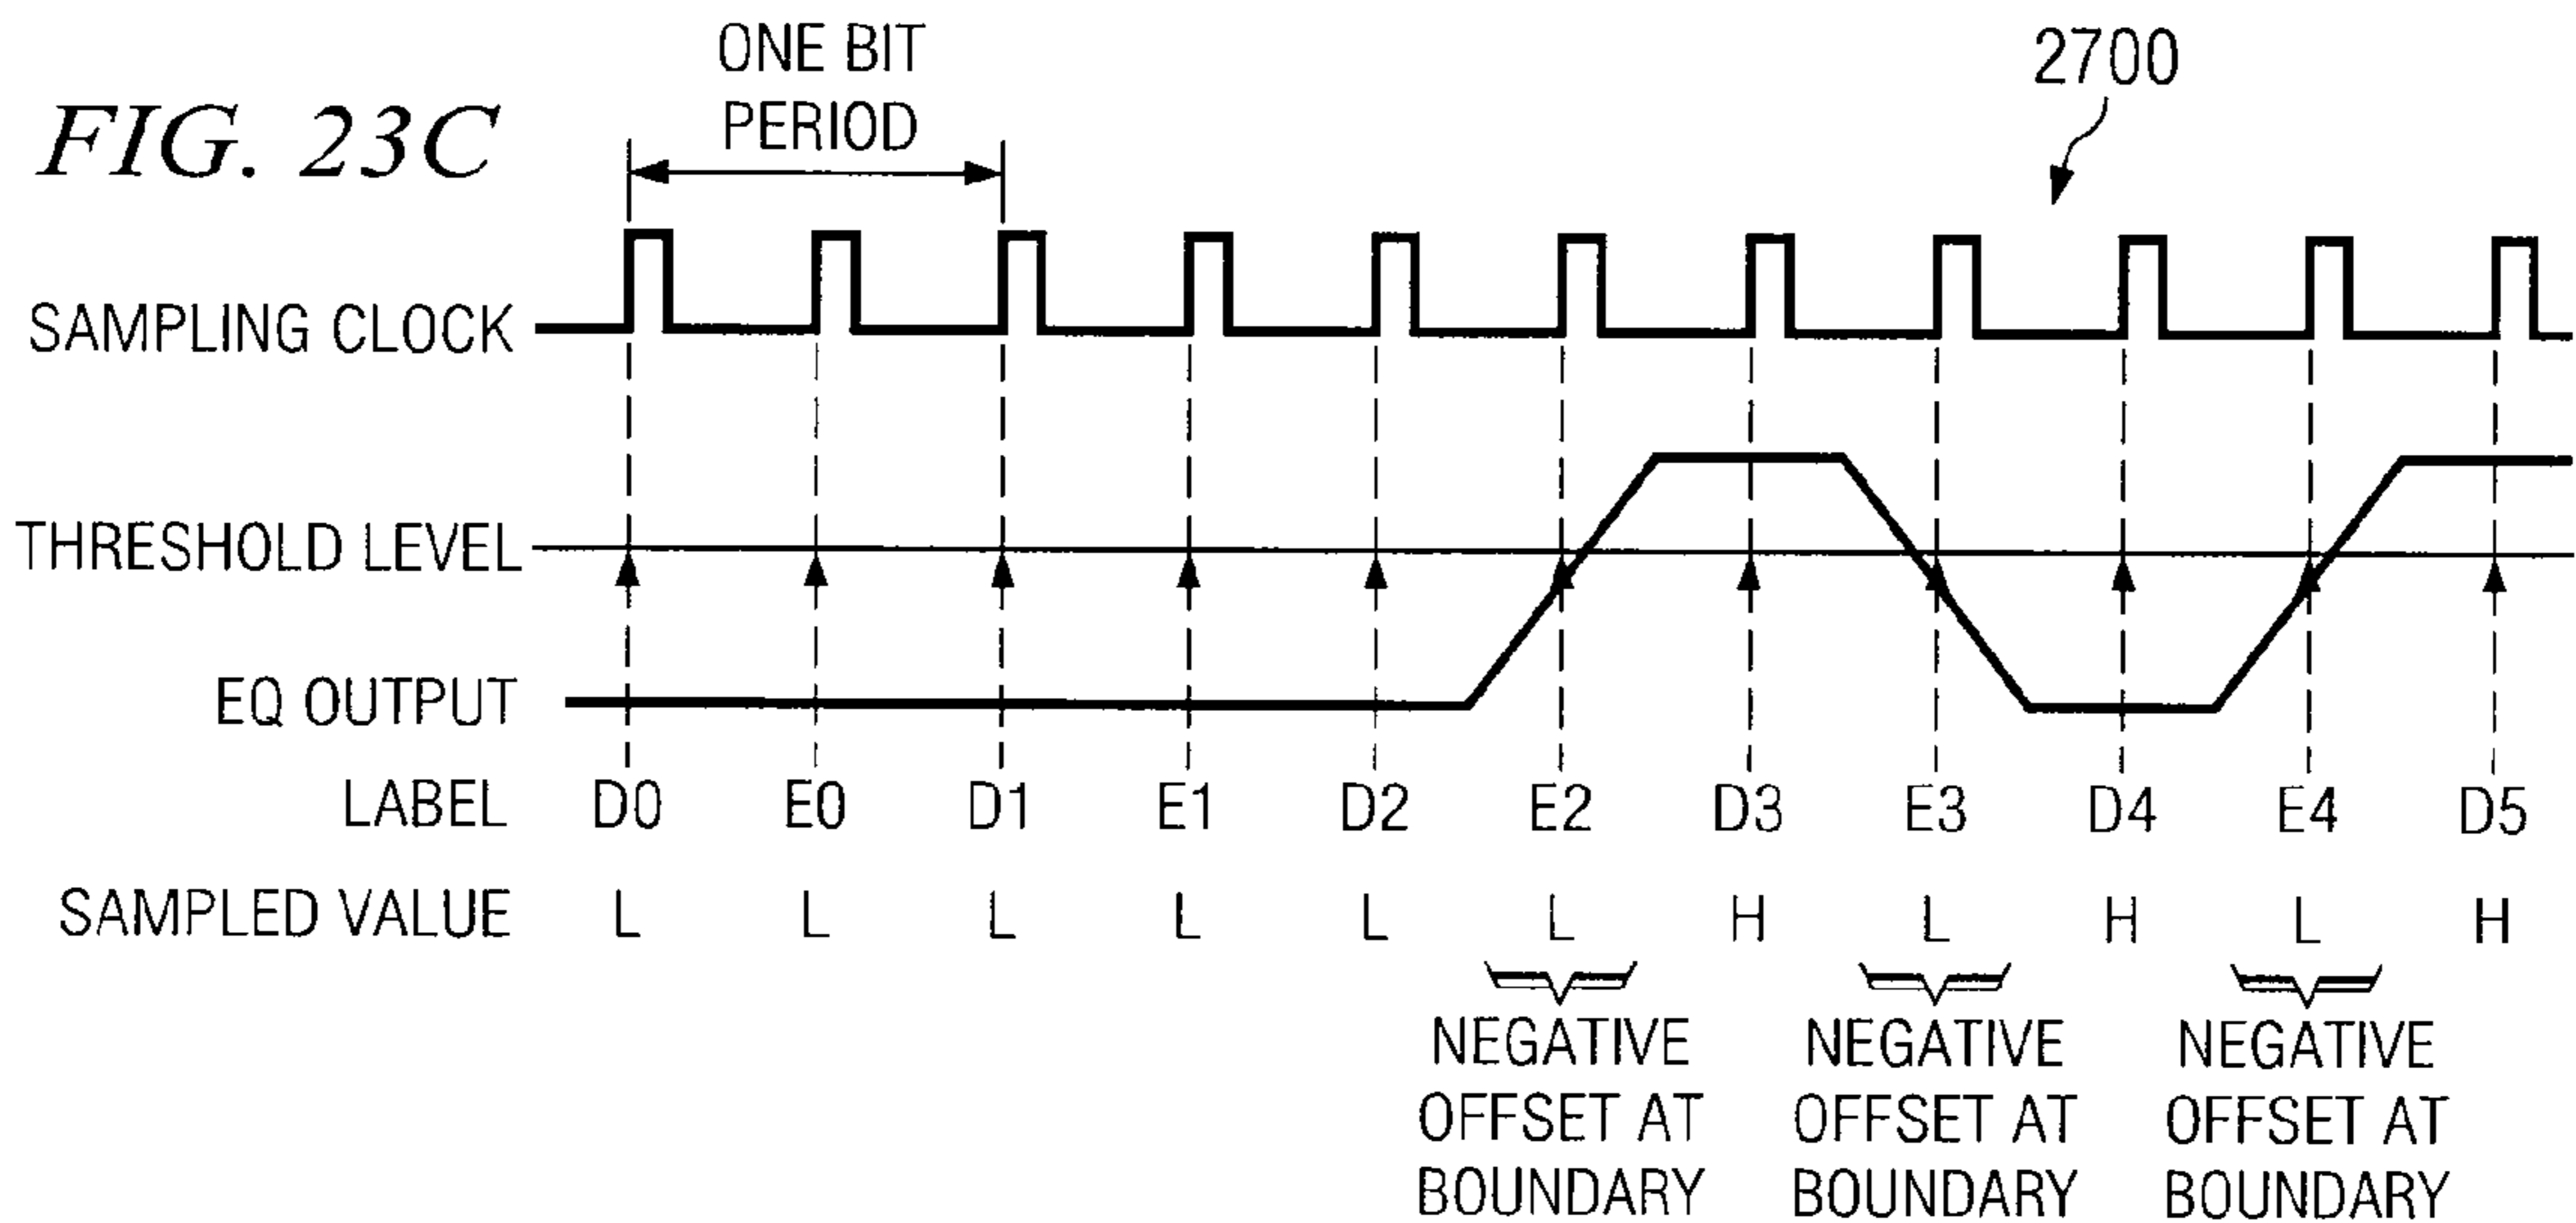 FIG. 23C
ONE BIT
PERIOD
2700
SAMPLING CLOCK
THRESHOLD LEVEL
EQ OUTPUT
LABEL D0 E0 D1 E1 D2 E2 D3 E3 D4 E4 D5
SAMPLED VALUE L L L L L L H L H L H
NEGATIVE NEGATIVE NEGATIVE
OFFSET AT OFFSET AT OFFSET AT
BOUNDARY BOUNDARY BOUNDARY